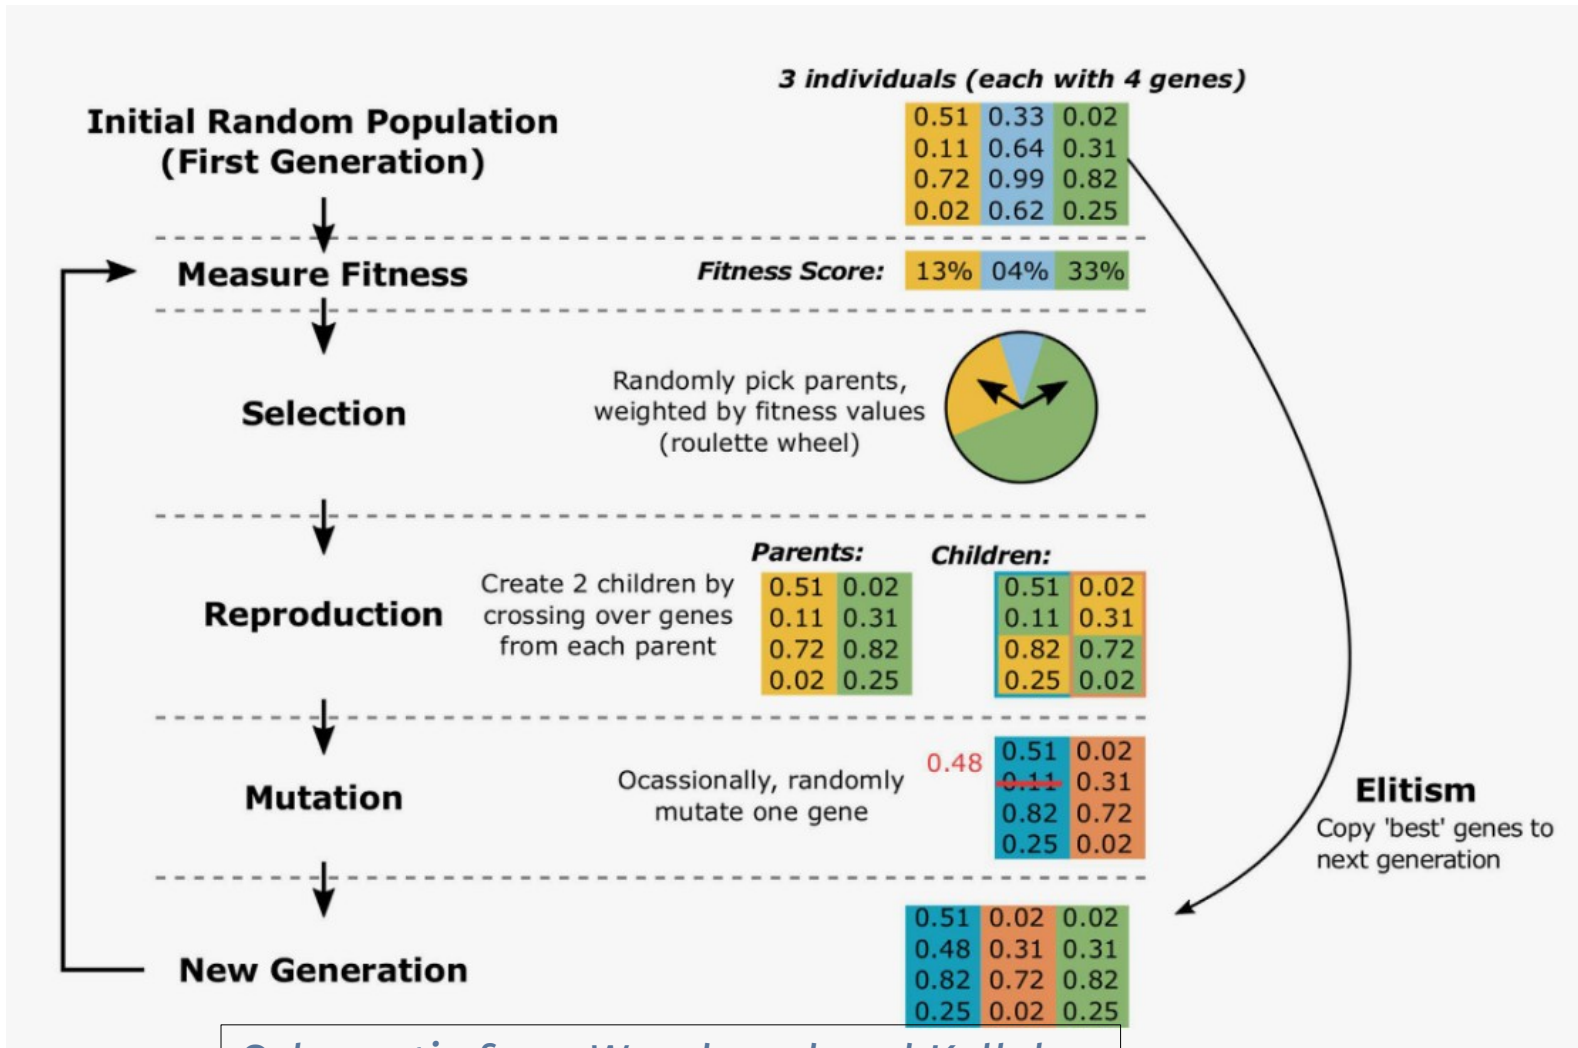 3 individuals (each with 4 genes)
Initial Random Population
(First Generation)
0.51 0.33 0.02
0.11 0.64 0.31
0.72 0.99 0.82
0.02 0.62 0.25
Measure Fitness
Fitness Score: 13% 04% 33%
Selection
Randomly pick parents,
weighted by fitness values
(roulette wheel)
Reproduction
Create 2 children by
crossing over genes
from each parent
Parents:
0.51 0.02
0.11 0.31
0.72 0.82
0.02 0.25
Children:
0.51 0.02
0.11 0.31
0.82 0.72
0.25 0.02
Mutation
Ocassionally, randomly
mutate one gene
0.48
0.51 0.02
0.11 0.31
0.82 0.72
0.25 0.02
Elitism
Copy 'best' genes to
next generation
New Generation
0.51 0.02 0.02
0.48 0.31 0.31
0.82 0.72 0.82
0.25 0.02 0.25